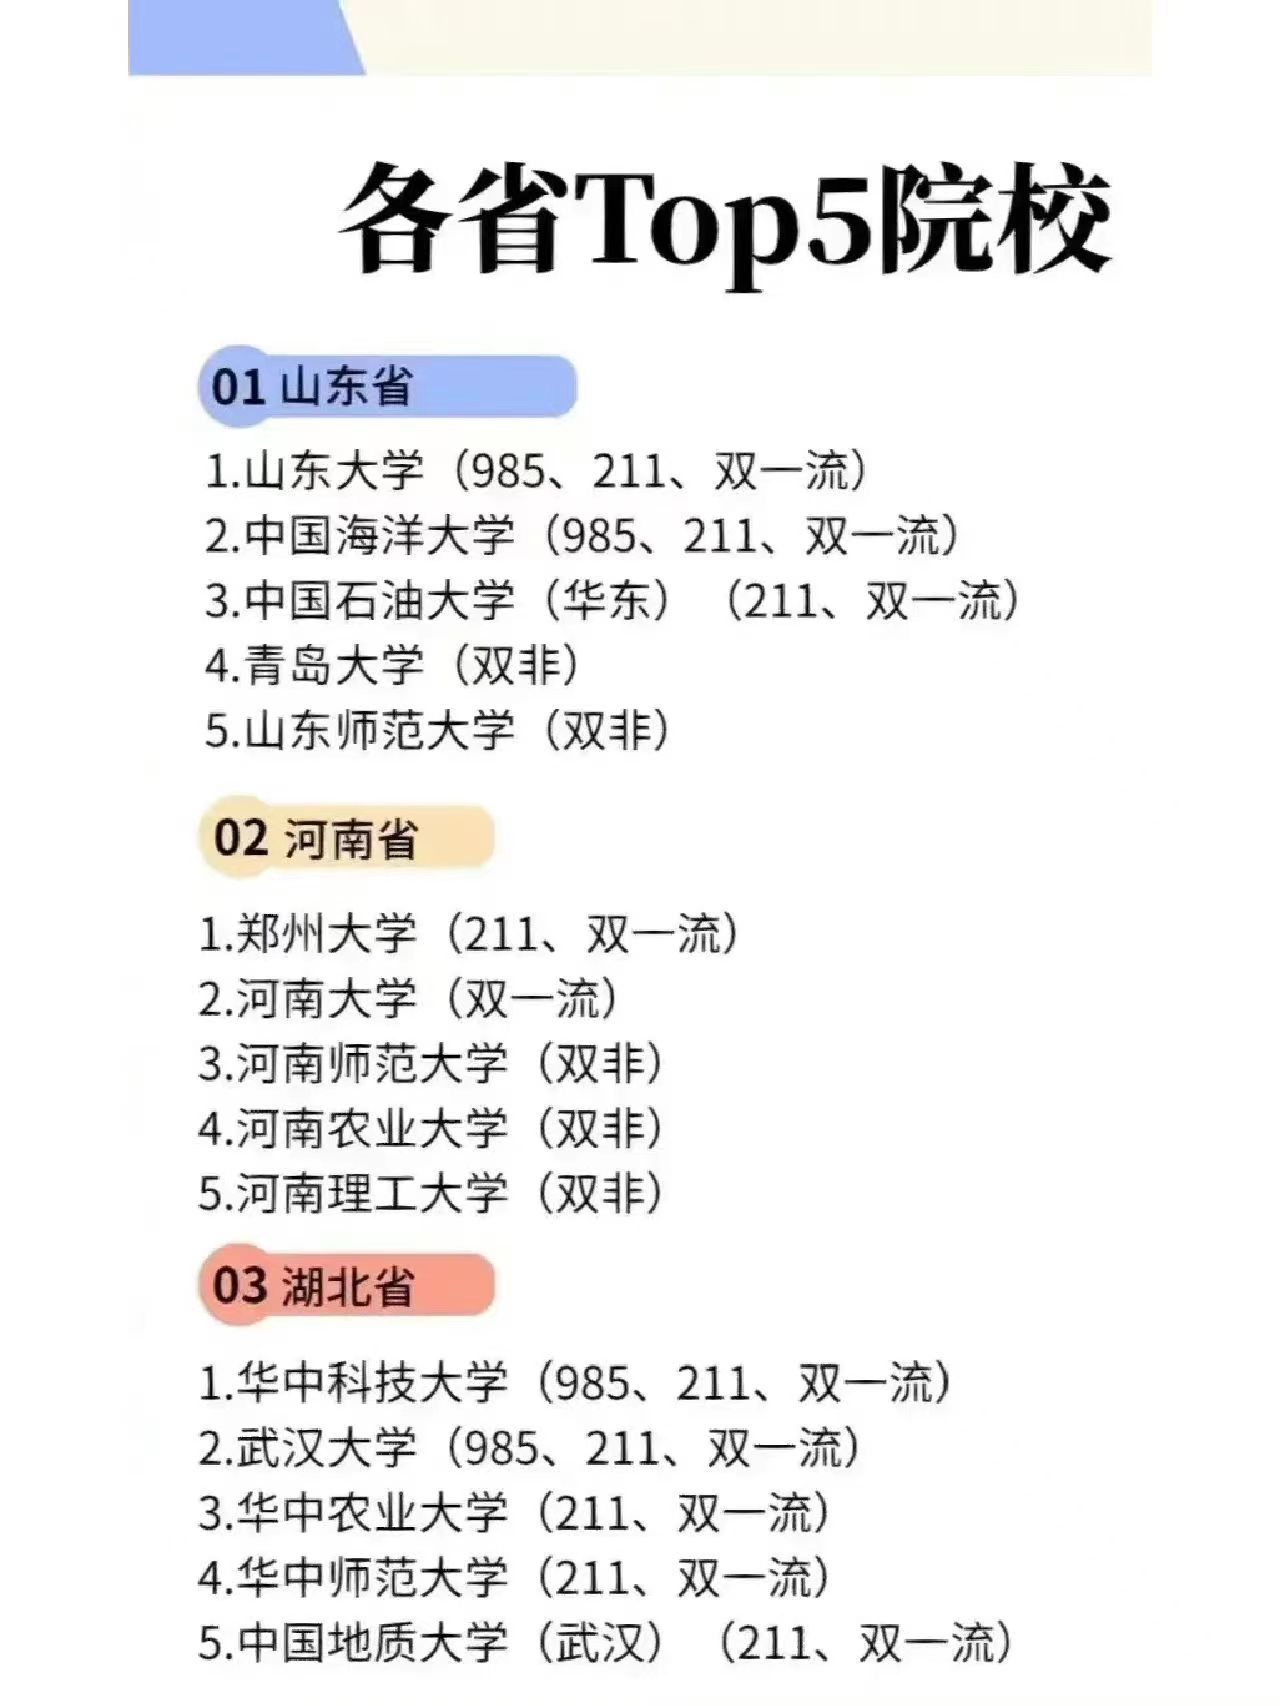 各省Top5院校
01 山东省
1.山东大学（985、211、双一流）
2.中国海洋大学（985、211、双一流）
3.中国石油大学（华东）（211、双一流）
4.青岛大学（双非）
5.山东师范大学（双非）
02 河南省
1.郑州大学（211、双一流）
2.河南大学（双一流）
3.河南师范大学（双非）
4.河南农业大学（双非）
5.河南理工大学（双非）
03 湖北省
1.华中科技大学（985、211、双一流）
2.武汉大学（985、211、双一流）
3.华中农业大学（211、双一流）
4.华中师范大学（211、双一流）
5.中国地质大学（武汉）（211、双一流）